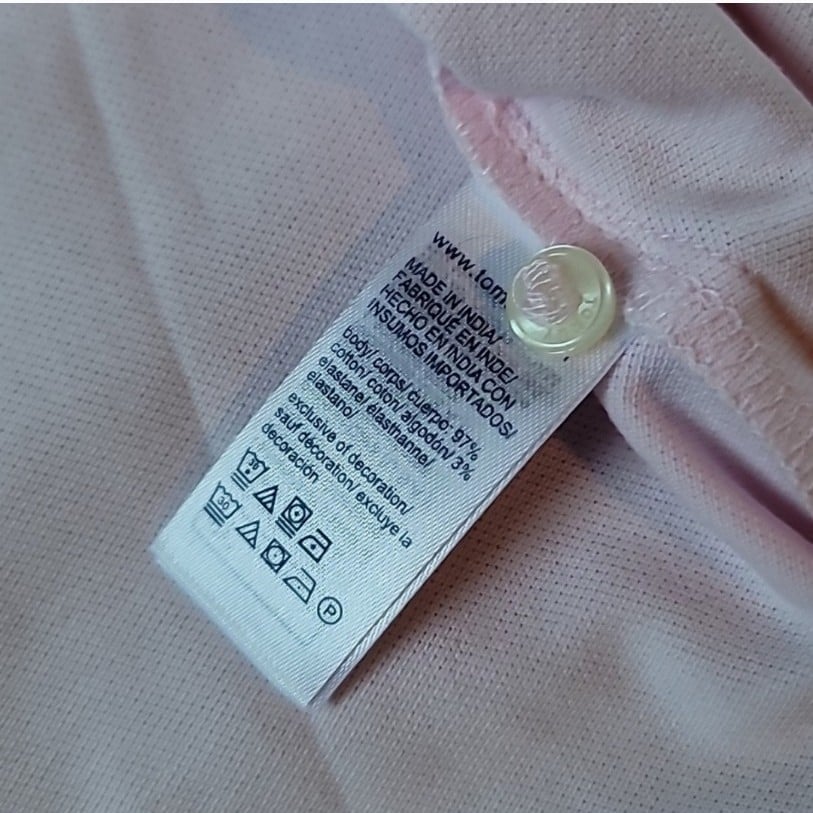 www.tom
MADE IN INDIA/
FABRIQUÉ EN INDE/
HECHO EN INDIA CON
INSUMOS IMPORTADOS/
body/ corps/ cuerpo- 97%
cotton/ coton/ algodón/ 3%
elastane/ élasthanne/
elastano/
exclusive of decoration/
sauf décoration/ excluye la
decoración
30 P